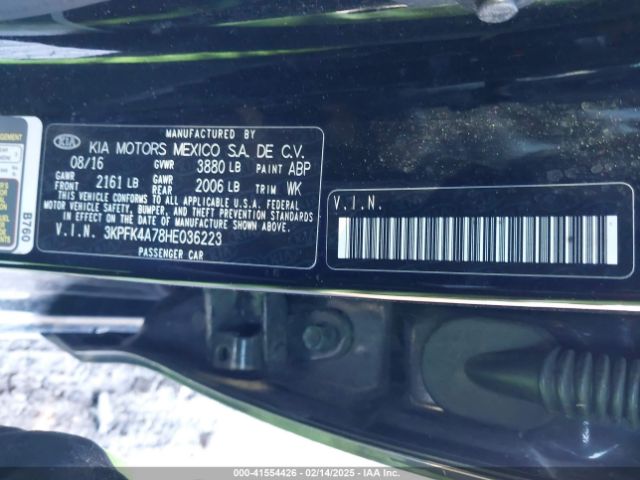 KIA
MANUFACTURED BY
KIA MOTORS MEXICO S.A. DE C.V.
08/16 GVWR 3880 LB PAINT ABP
GAWR FRONT 2161 LB GAWR REAR 2006 LB TRIM WK
THIS VEHICLE CONFORMS TO ALL APPLICABLE U.S.A. FEDERAL
MOTOR VEHICLE SAFETY, BUMPER, AND THEFT PREVENTION STANDARDS
IN EFFECT ON THE DATE OF MANUFACTURE SHOWN ABOVE.
V.I.N. 3KPFK4A78HE036223
PASSENGER CAR
V.I.N.
B760
000-41554426 - 02/14/2025 - IAA Inc.